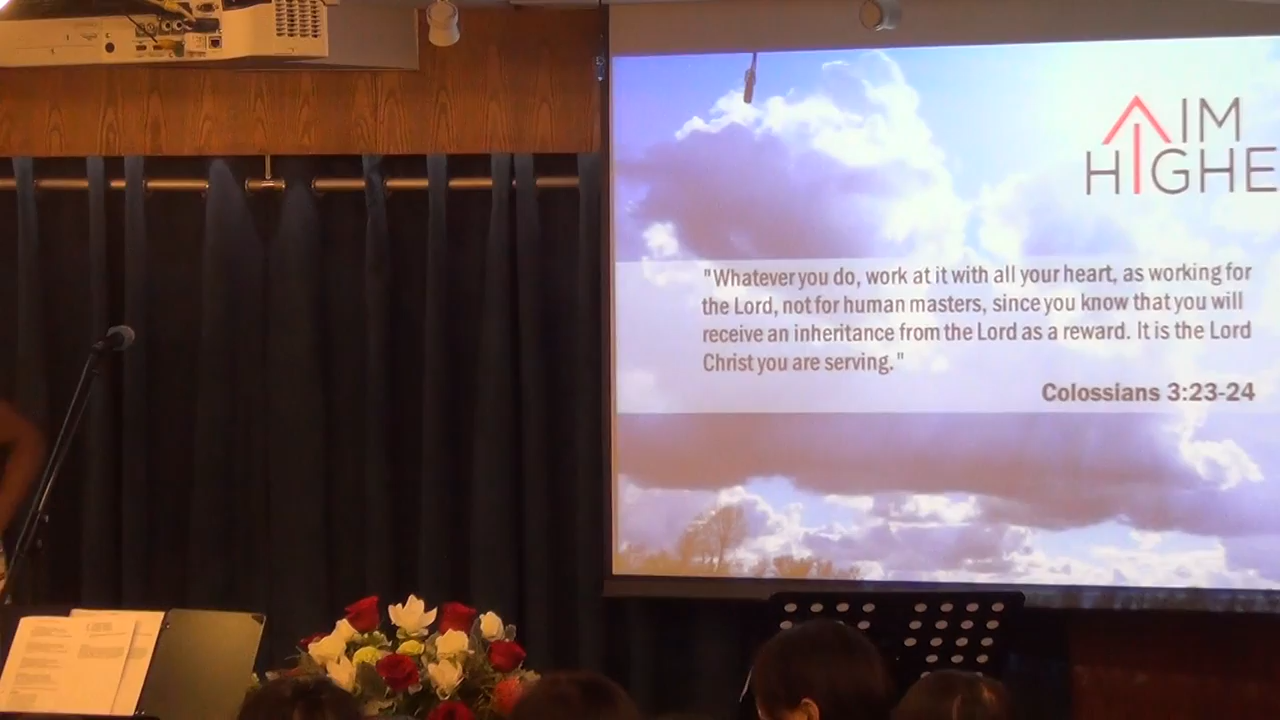 AIM
HIGHE
"Whatever you do, work at it with all your heart, as working for
the Lord, not for human masters, since you know that you will
receive an inheritance from the Lord as a reward. It is the Lord
Christ you are serving."
Colossians 3:23-24